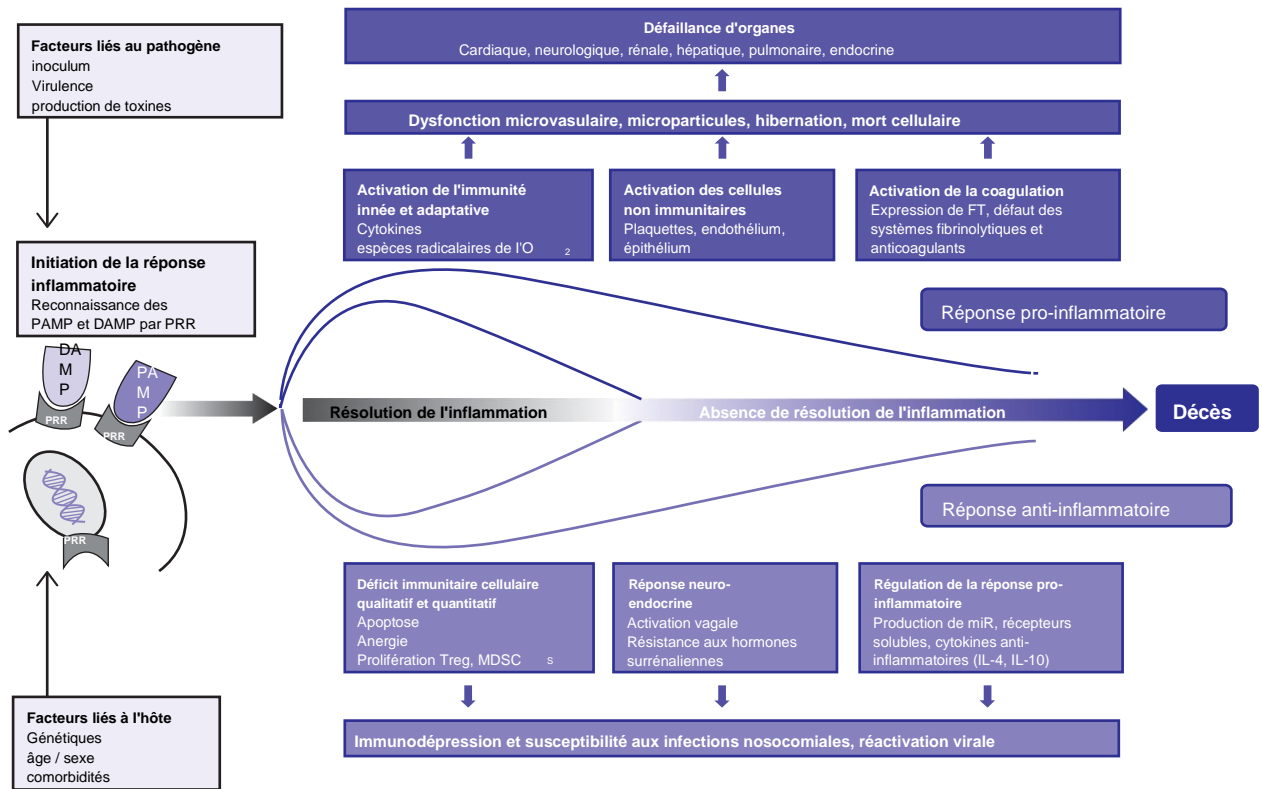 Défaillance d'organes
Cardiaque, neurologique, rénale, hépatique, pulmonaire, endocrine
Facteurs liés au pathogène
inoculum
Virulence
production de toxines
Dysfonction microvasulaire, microparticules, hibernation, mort cellulaire
Activation de l'immunité
innée et adaptative
Cytokines
espèces radicalaires de l'O2
Activation des cellules
non immunitaires
Plaquettes, endothélium,
épithélium
Activation de la coagulation
Expression de FT, défaut des
systèmes fibrinolytiques et
anticoagulants
Initiation de la réponse
inflammatoire
Reconnaissance des
PAMP et DAMP par PRR
Réponse pro-inflammatoire
DA
M
P
PRR
PA
M
P
PRR
PRR
Résolution de l'inflammation
Absence de résolution de l'inflammation
Décès
Réponse anti-inflammatoire
Déficit immunitaire cellulaire
qualitatif et quantitatif
Apoptose
Anergie
Prolifération Treg, MDSC s
Réponse neuro-
endocrine
Activation vagale
Résistance aux hormones
surrénaliennes
Régulation de la réponse pro-
inflammatoire
Production de miR, récepteurs
solubles, cytokines anti-
inflammatoires (IL-4, IL-10)
Facteurs liés à l'hôte
Génétiques
âge / sexe
comorbidités
Immunodépression et susceptibilité aux infections nosocomiales, réactivation virale